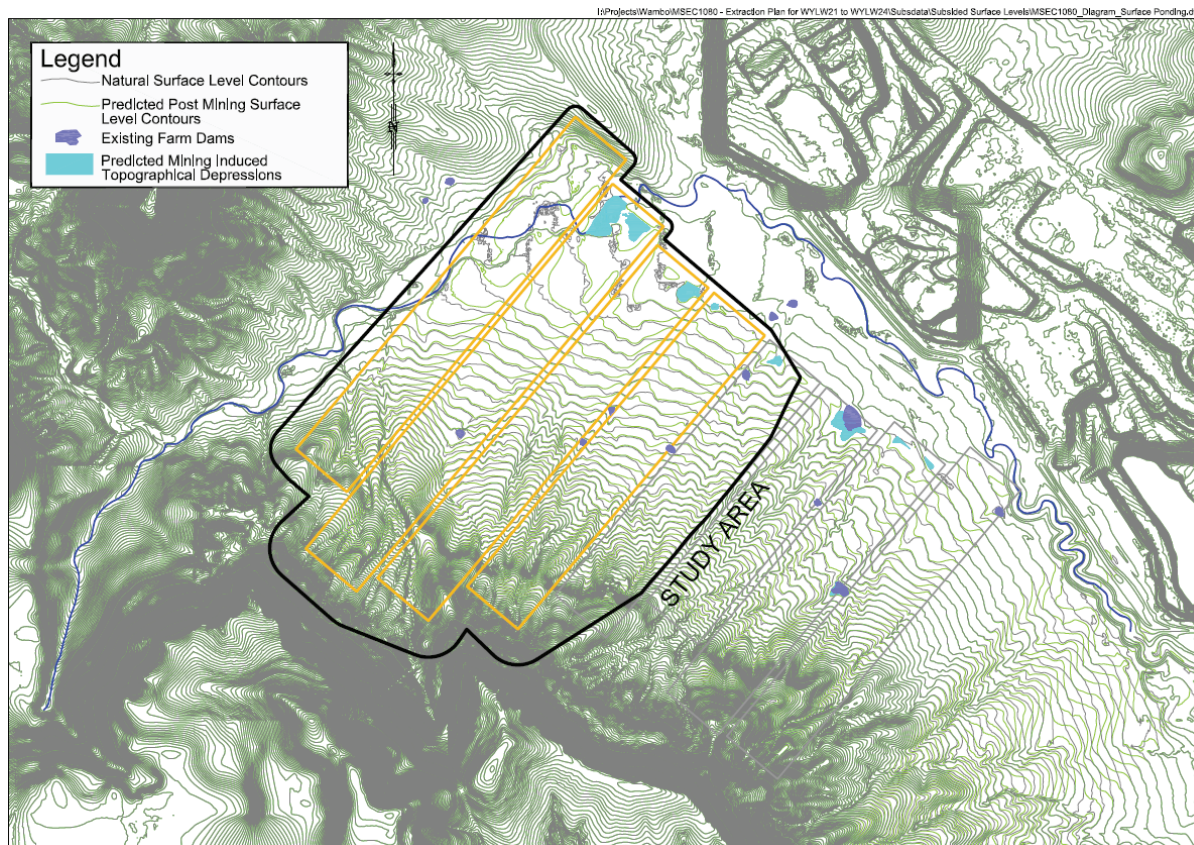 I:\Projects\Wambo\MSEC1080 - Extraction Plan for WYLW21 to WYLW24\Subsdata\Subsided Surface Levels\MSEC1080_Diagram_Surface Ponding.d
Legend
Natural Surface Level Contours
Predicted Post Mining Surface
Level Contours
Existing Farm Dams
Predicted Mining Induced
Topographical Depressions
STUDY AREA